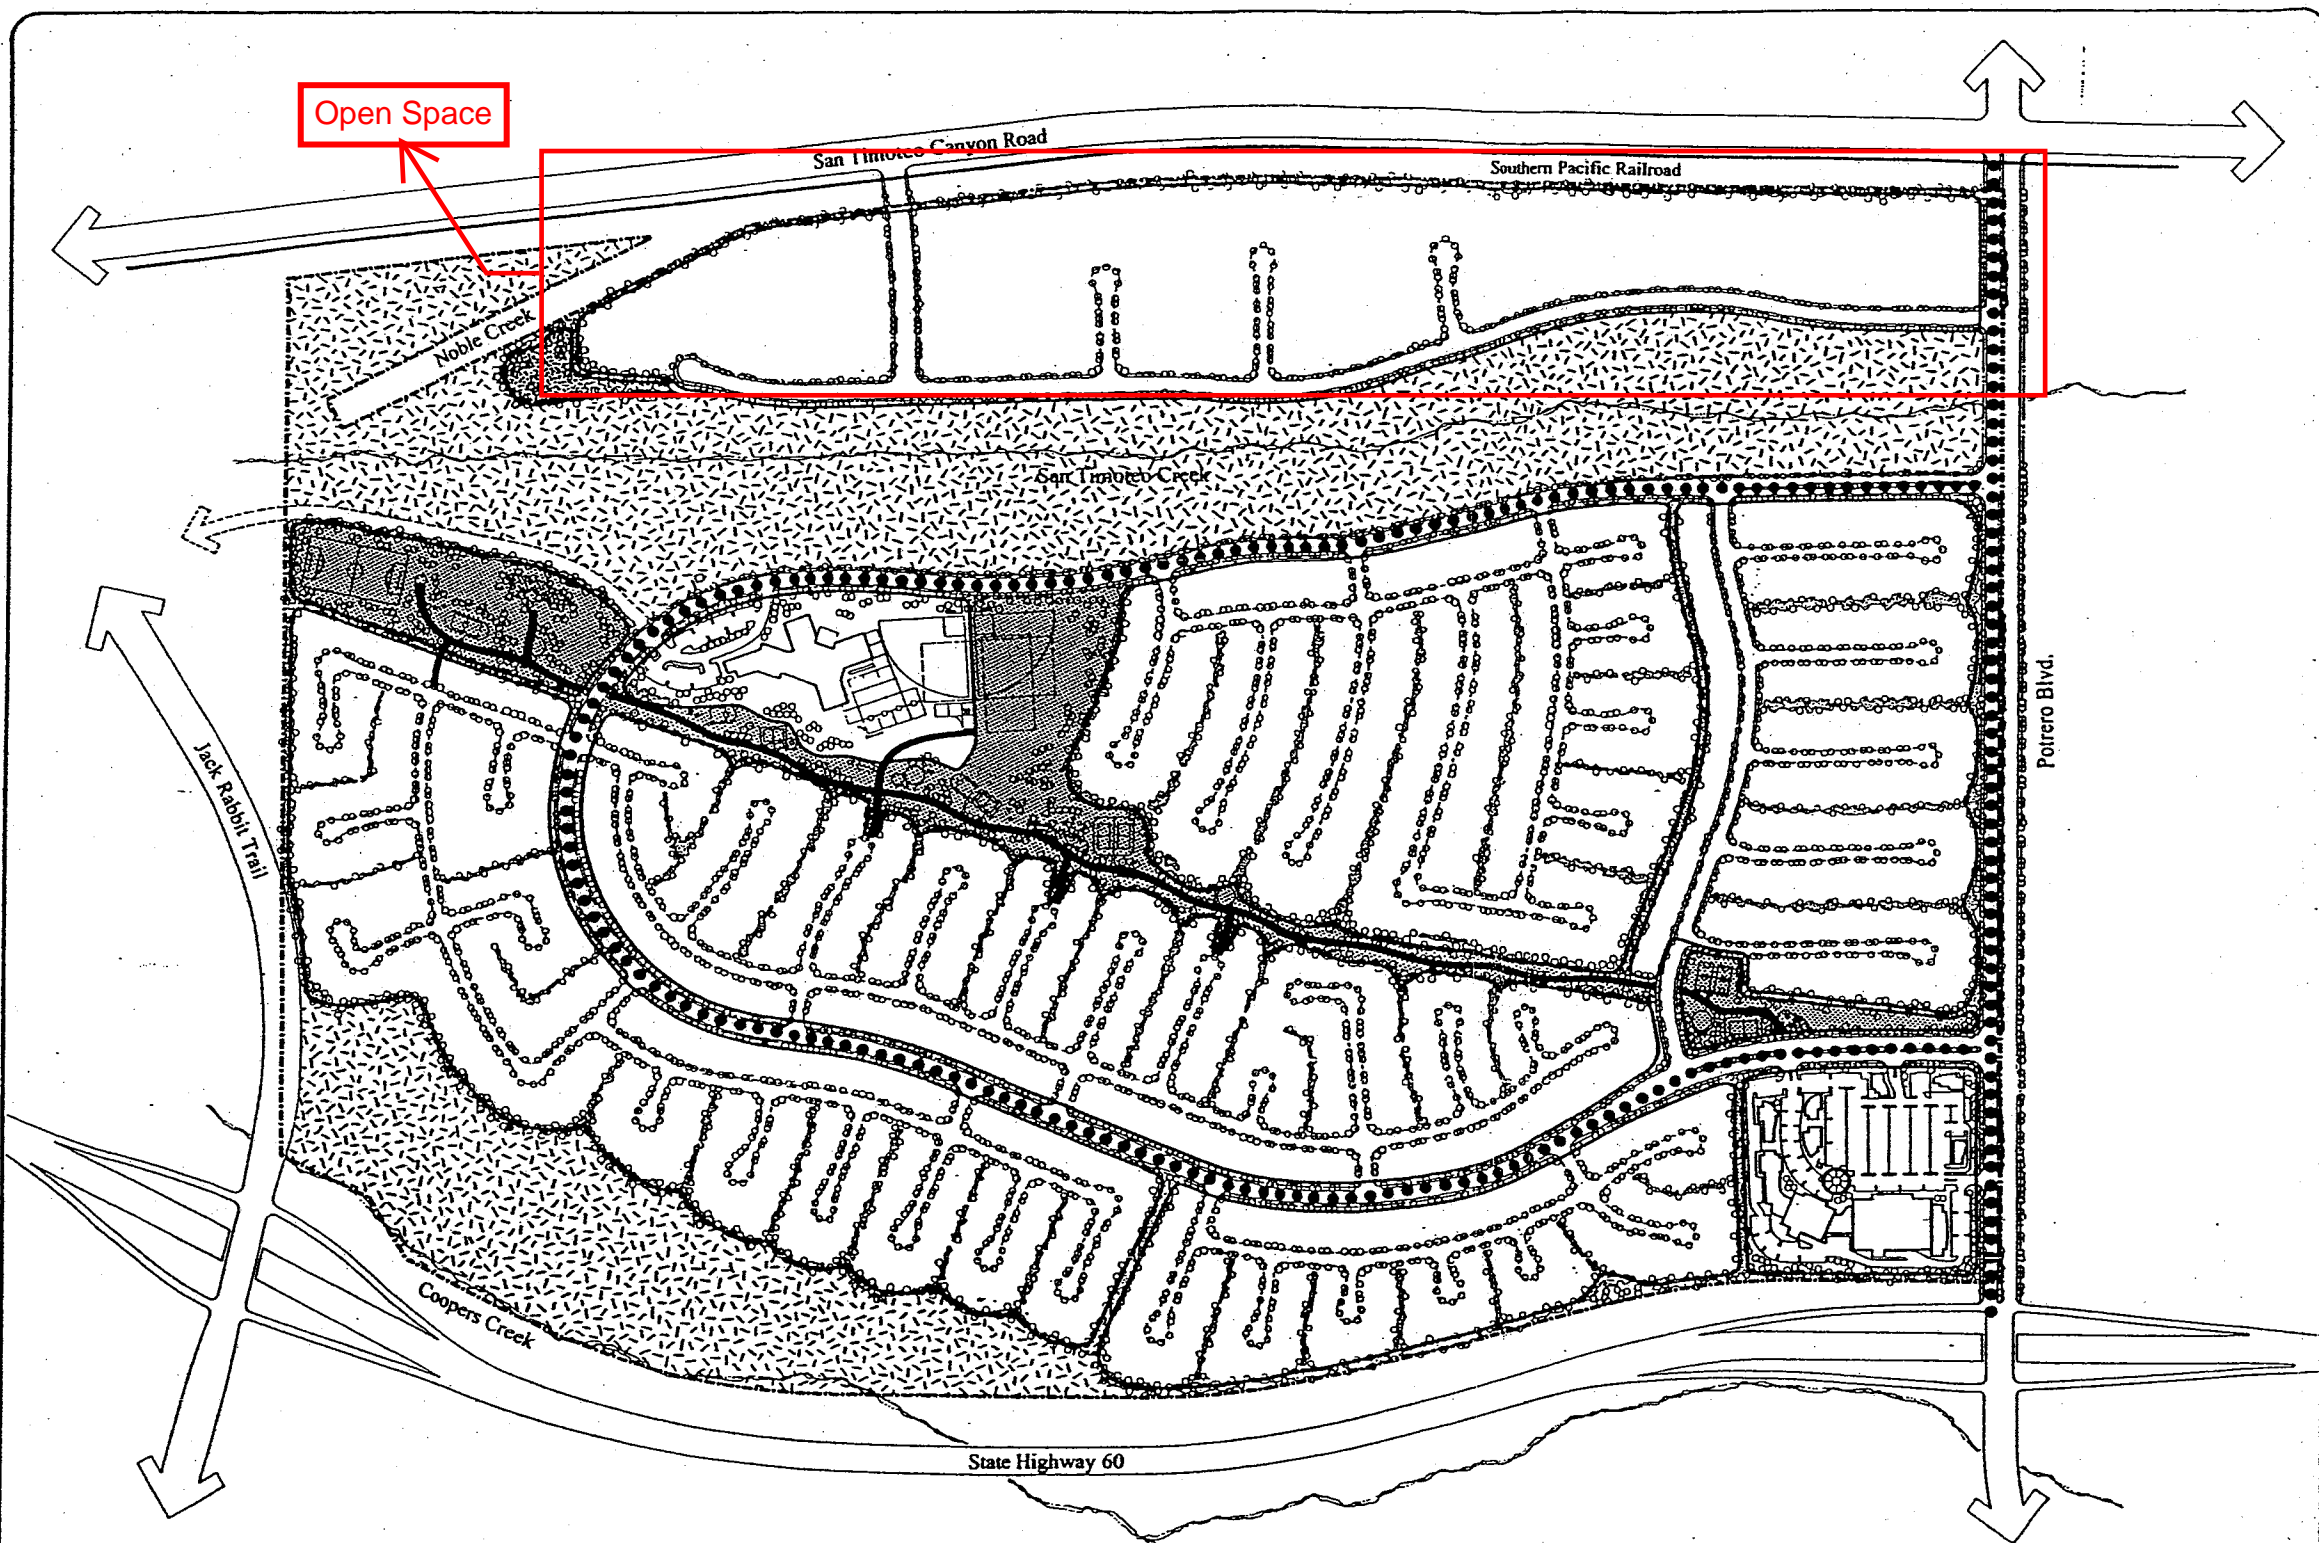 Open Space
San Timoteo Canyon Road
Southern Pacific Railroad
Noble Creek
San Timoteo Creek
Potrero Blvd.
Jack Rabbit Trail
Coopers Creek
State Highway 60